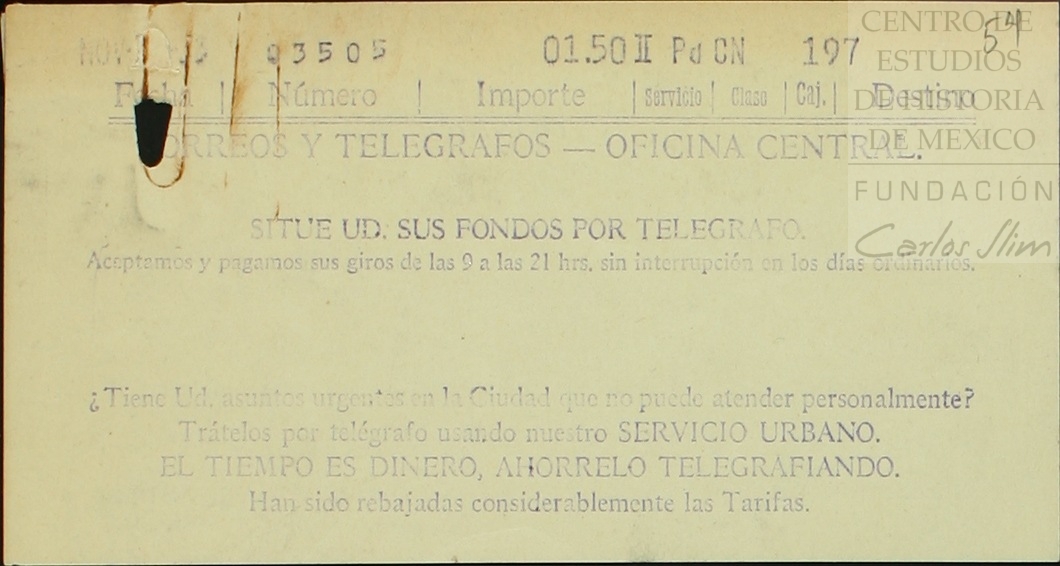 NOV 03505 01.50 II Pd CN 197 54
Fecha | Número | Importe | Servicio | Clase | Caj. | Destino
CORREOS Y TELEGRAFOS — OFICINA CENTRAL.
SITUE UD. SUS FONDOS POR TELEGRAFO.
Aceptamos y pagamos sus giros de las 9 a las 21 hrs. sin interrupción en los días ordinarios.
¿Tiene Ud. asuntos urgentes en la Ciudad que no puede atender personalmente?
Trátelos por telégrafo usando nuestro SERVICIO URBANO.
EL TIEMPO ES DINERO, AHORRELO TELEGRAFIANDO.
Han sido rebajadas considerablemente las Tarifas.
CENTRO DE
ESTUDIOS
DE HISTORIA
DE MEXICO
FUNDACIÓN
Carlos Slim